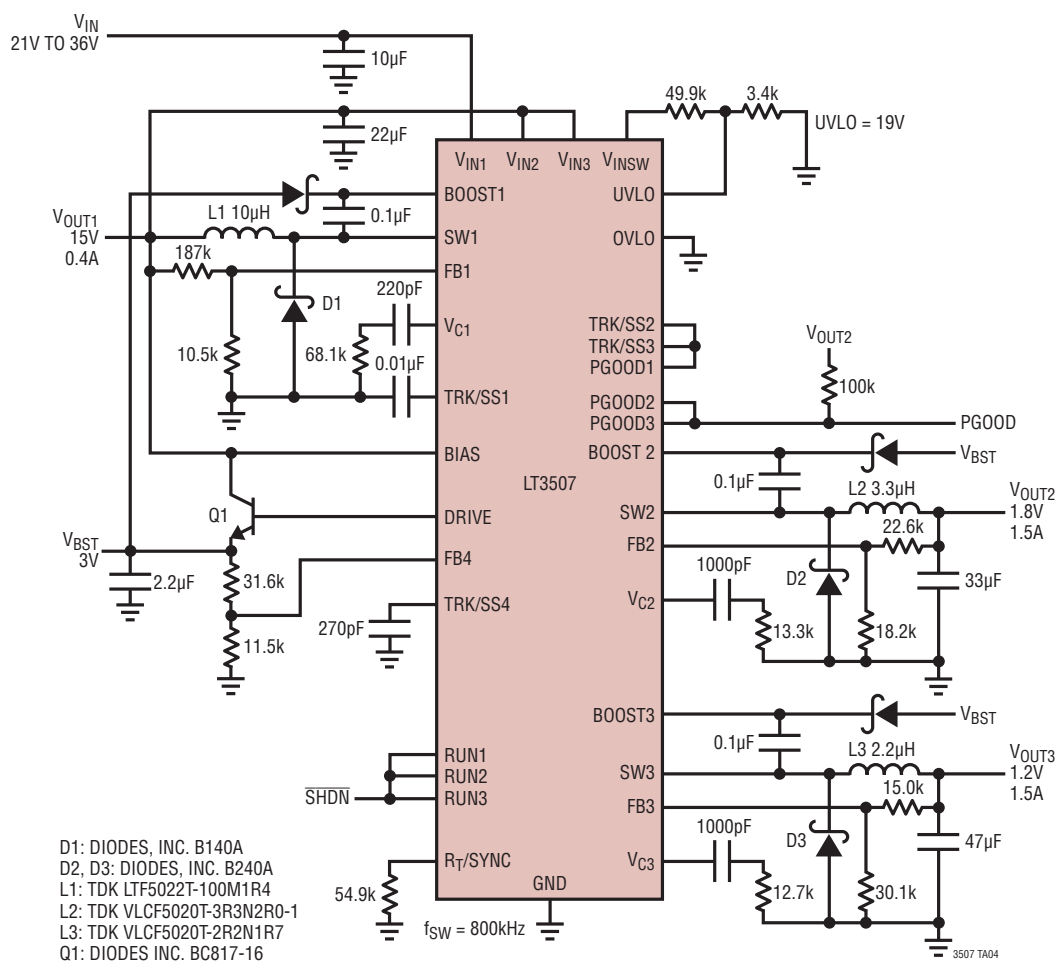 VIN
21V TO 36V
10µF
49.9k
3.4k
UVLO = 19V
22µF
VIN1
VIN2
VIN3
VINSW
BOOST1
UVLO
VOUT1
15V
0.4A
L1 10µH
0.1µF
SW1
OVLO
187k
FB1
D1
220pF
VC1
TRK/SS2
TRK/SS3
PGOOD1
VOUT2
10.5k
68.1k
0.01µF
100k
TRK/SS1
PGOOD2
PGOOD3
PGOOD
BIAS
LT3507
BOOST 2
VBST
0.1µF
L2 3.3µH
VOUT2
1.8V
1.5A
Q1
DRIVE
SW2
22.6k
VBST
3V
FB4
FB2
2.2µF
31.6k
1000pF
D2
33µF
TRK/SS4
VC2
270pF
11.5k
13.3k
18.2k
BOOST3
VBST
0.1µF
L3 2.2µH
VOUT3
1.2V
1.5A
RUN1
RUN2
RUN3
SHDN
SW3
15.0k
FB3
1000pF
D3
47µF
RT/SYNC
VC3
54.9k
GND
12.7k
30.1k
fSW = 800kHz
D1: DIODES, INC. B140A
D2, D3: DIODES, INC. B240A
L1: TDK LTF5022T-100M1R4
L2: TDK VLCF5020T-3R3N2R0-1
L3: TDK VLCF5020T-2R2N1R7
Q1: DIODES INC. BC817-16
3507 TA04